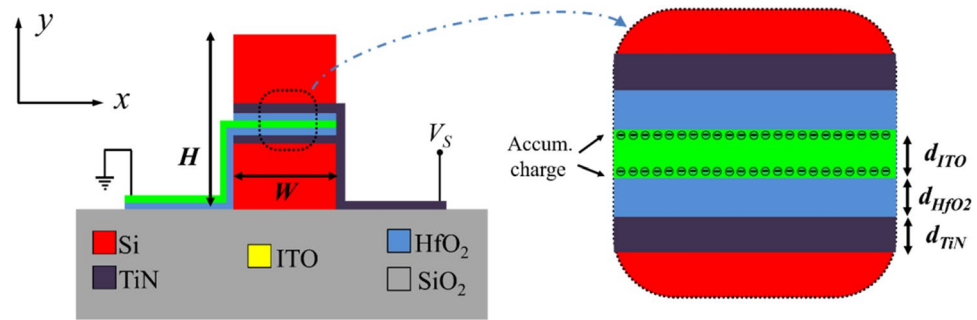 y
x
H
W
V_S
Si
TiN
ITO
HfO₂
SiO₂
Accum.
charge
d_ITO
d_HfO2
d_TiN